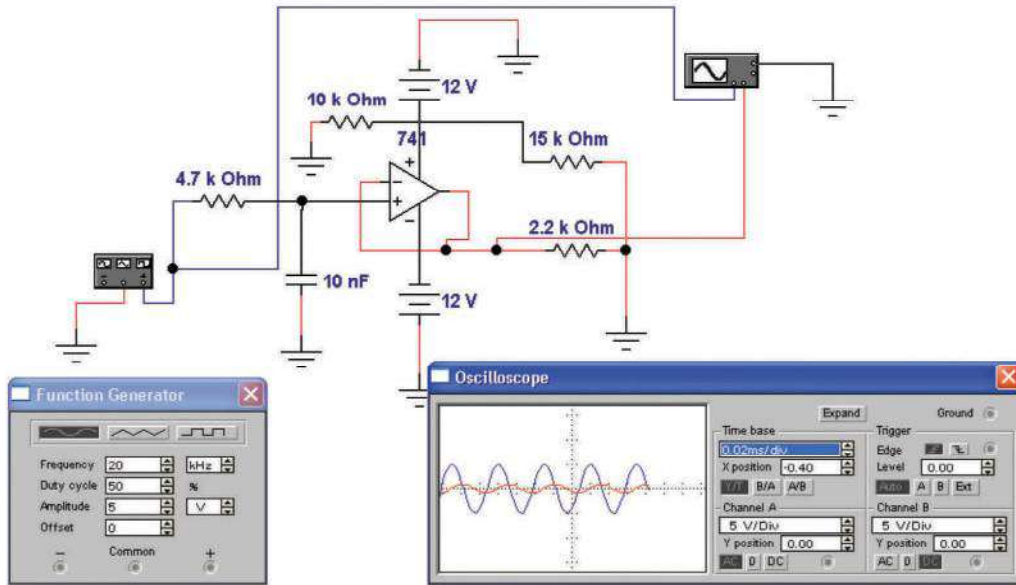 12 V
10 k Ohm
741
15 k Ohm
4.7 k Ohm
+
−
+
−
2.2 k Ohm
10 nF
12 V
Function Generator
Frequency 20 kHz
Duty cycle 50 %
Amplitude 5 V
Offset 0
− Common +
Oscilloscope
Expand Ground
Time base
0.02ms/div
X position -0.40
Y/T B/A A/B
Trigger
Edge
Level 0.00
Auto A B Ext
Channel A
5 V/Div
Y position 0.00
AC 0 DC
Channel B
5 V/Div
Y position 0.00
AC 0 DC